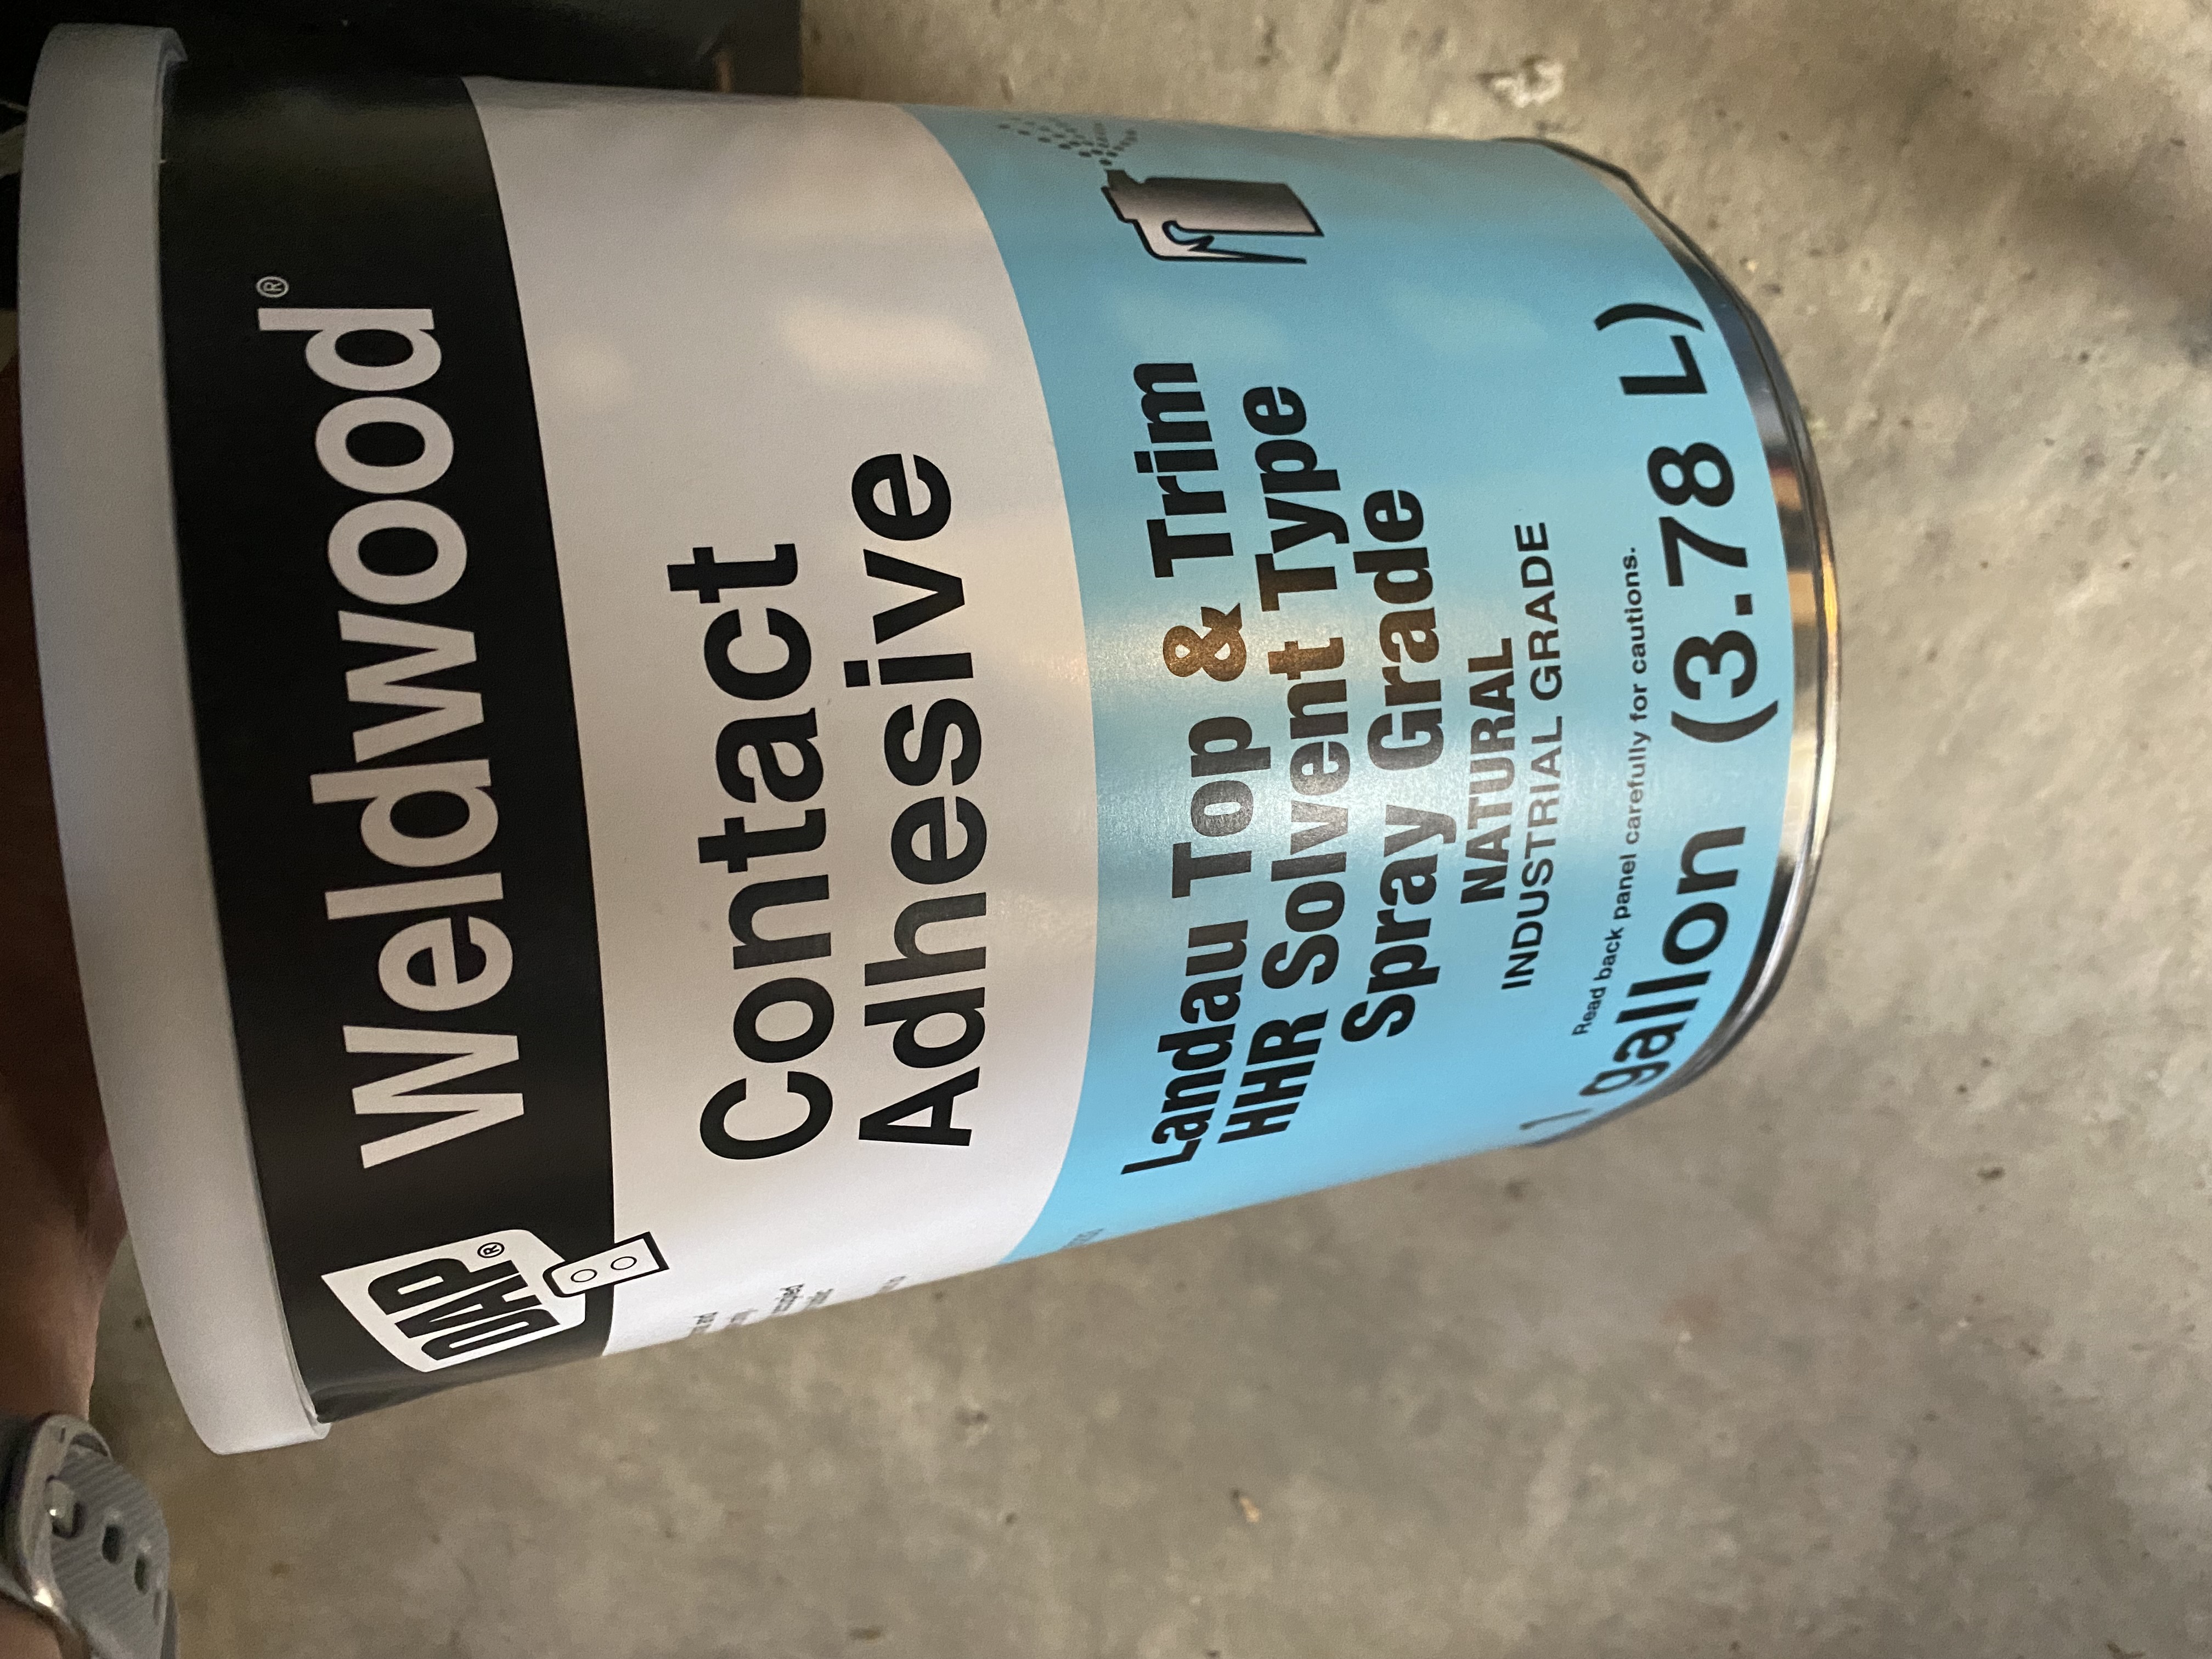 DAP®
Weldwood®
Contact
Adhesive
Landau Top & Trim
HHR Solvent Type
Spray Grade
NATURAL
INDUSTRIAL GRADE
Read back panel carefully for cautions.
1 gallon (3.78 L)